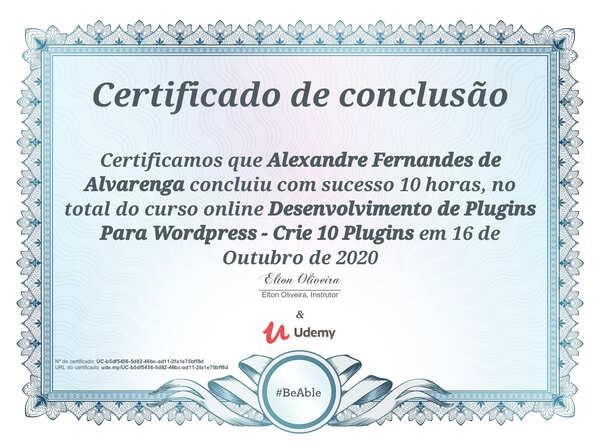 Certificado de conclusão
Certificamos que Alexandre Fernandes de
Alvarenga concluiu com sucesso 10 horas, no
total do curso online Desenvolvimento de Plugins
Para Wordpress - Crie 10 Plugins em 16 de
Outubro de 2020
Elton Oliveira
Elton Oliveira, Instrutor
&
Udemy
Nº do certificado: UC-b5df5456-5d82-46bc-ad11-2fa1e75bff8d
URL do certificado: ude.my/UC-b5df5456-5d82-46bc-ad11-2fa1e75bff8d
#BeAble